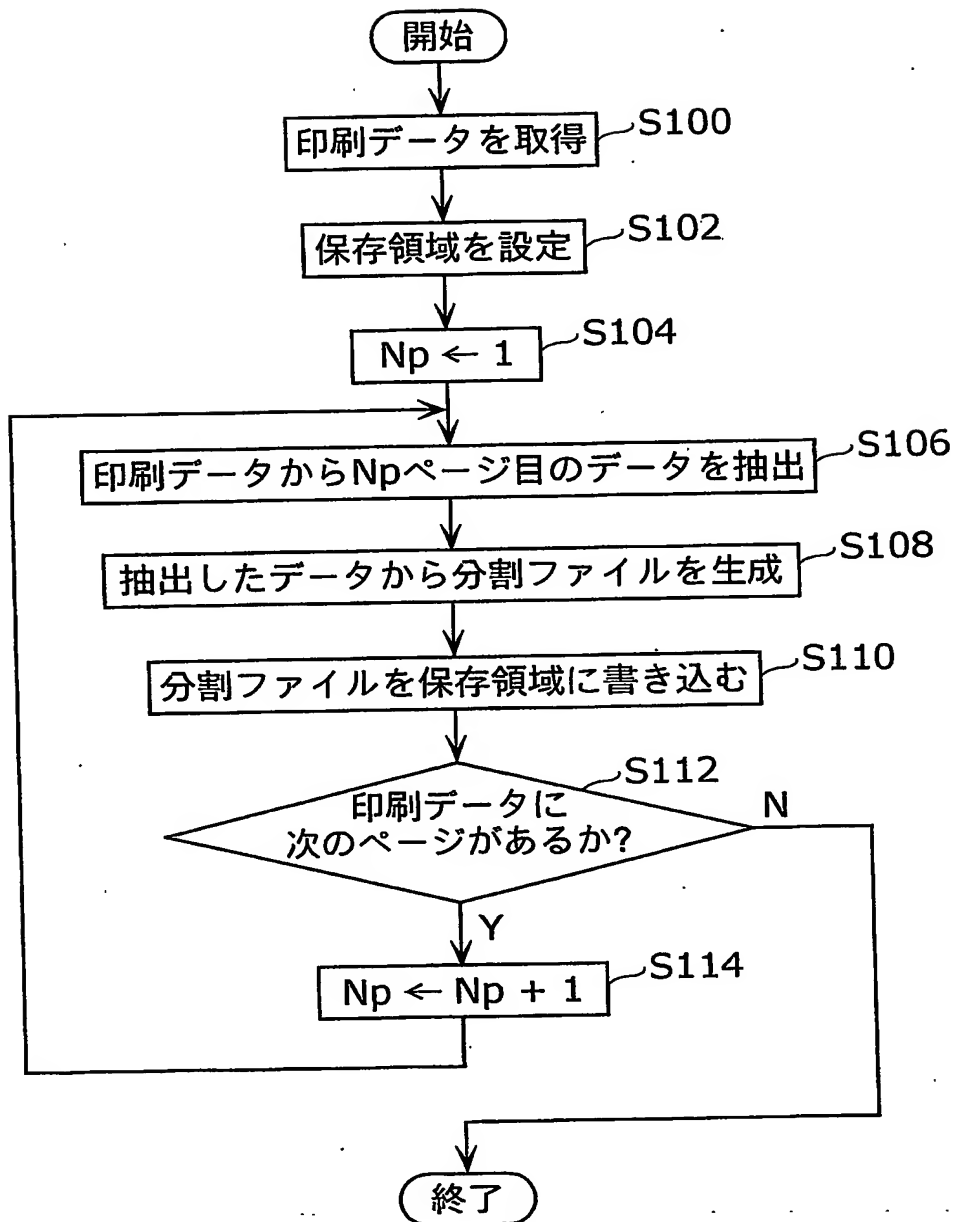 開始
印刷データを取得
S100
保存領域を設定
S102
Np ← 1
S104
印刷データからNpページ目のデータを抽出
S106
抽出したデータから分割ファイルを生成
S108
分割ファイルを保存領域に書き込む
S110
S112
印刷データに
次のページがあるか?
N
Y
Np ← Np + 1
S114
終了